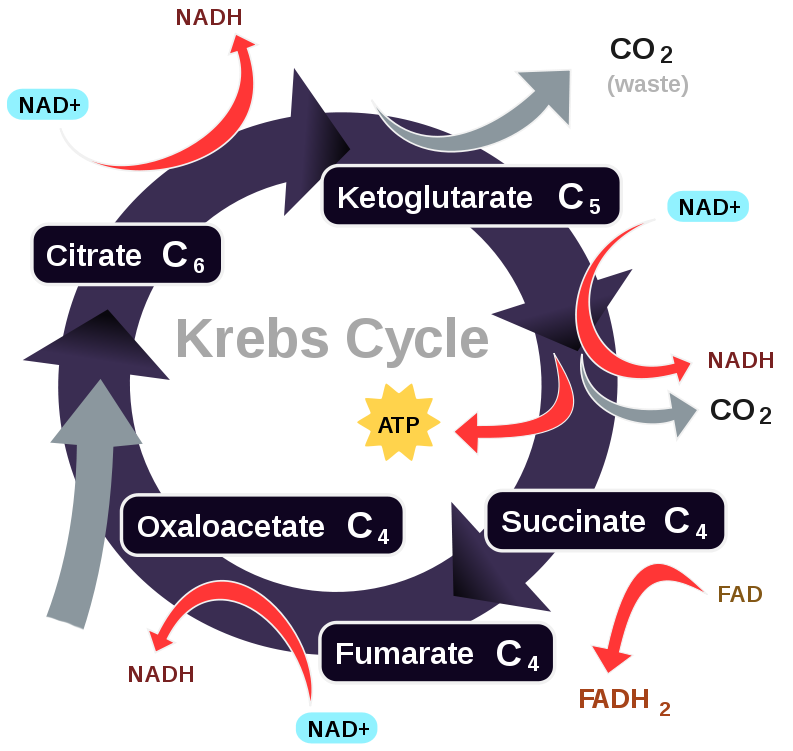 NADH
NAD+
CO2
(waste)
Ketoglutarate C5
NAD+
Citrate C6
Krebs Cycle
NADH
CO2
ATP
Oxaloacetate C4
Succinate C4
FAD
Fumarate C4
NADH
FADH2
NAD+